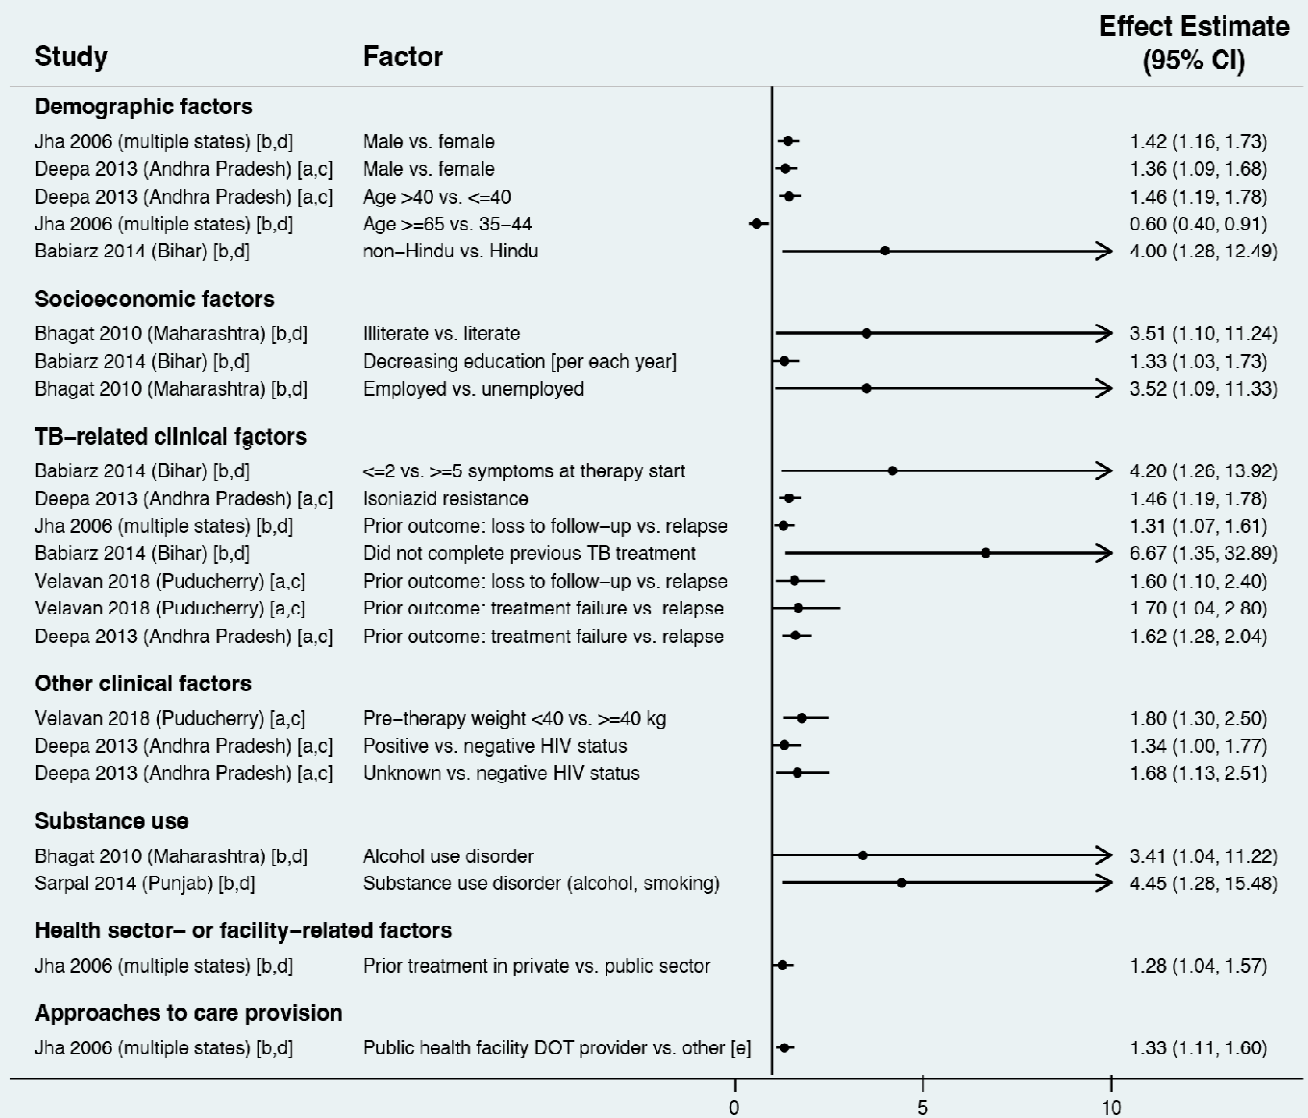 Effect Estimate
Study Factor (95% CI)
Demographic factors
Jha 2006 (multiple states) [b,d] Male vs. female 1.42 (1.16, 1.73)
Deepa 2013 (Andhra Pradesh) [a,c] Male vs. female 1.36 (1.09, 1.68)
Deepa 2013 (Andhra Pradesh) [a,c] Age >40 vs. <=40 1.46 (1.19, 1.78)
Jha 2006 (multiple states) [b,d] Age >=65 vs. 35−44 0.60 (0.40, 0.91)
Babiarz 2014 (Bihar) [b,d] non−Hindu vs. Hindu 4.00 (1.28, 12.49)
Socioeconomic factors
Bhagat 2010 (Maharashtra) [b,d] Illiterate vs. literate 3.51 (1.10, 11.24)
Babiarz 2014 (Bihar) [b,d] Decreasing education [per each year] 1.33 (1.03, 1.73)
Bhagat 2010 (Maharashtra) [b,d] Employed vs. unemployed 3.52 (1.09, 11.33)
TB−related clinical factors
Babiarz 2014 (Bihar) [b,d] <=2 vs. >=5 symptoms at therapy start 4.20 (1.26, 13.92)
Deepa 2013 (Andhra Pradesh) [a,c] Isoniazid resistance 1.46 (1.19, 1.78)
Jha 2006 (multiple states) [b,d] Prior outcome: loss to follow−up vs. relapse 1.31 (1.07, 1.61)
Babiarz 2014 (Bihar) [b,d] Did not complete previous TB treatment 6.67 (1.35, 32.89)
Velavan 2018 (Puducherry) [a,c] Prior outcome: loss to follow−up vs. relapse 1.60 (1.10, 2.40)
Velavan 2018 (Puducherry) [a,c] Prior outcome: treatment failure vs. relapse 1.70 (1.04, 2.80)
Deepa 2013 (Andhra Pradesh) [a,c] Prior outcome: treatment failure vs. relapse 1.62 (1.28, 2.04)
Other clinical factors
Velavan 2018 (Puducherry) [a,c] Pre−therapy weight <40 vs. >=40 kg 1.80 (1.30, 2.50)
Deepa 2013 (Andhra Pradesh) [a,c] Positive vs. negative HIV status 1.34 (1.00, 1.77)
Deepa 2013 (Andhra Pradesh) [a,c] Unknown vs. negative HIV status 1.68 (1.13, 2.51)
Substance use
Bhagat 2010 (Maharashtra) [b,d] Alcohol use disorder 3.41 (1.04, 11.22)
Sarpal 2014 (Punjab) [b,d] Substance use disorder (alcohol, smoking) 4.45 (1.28, 15.48)
Health sector− or facility−related factors
Jha 2006 (multiple states) [b,d] Prior treatment in private vs. public sector 1.28 (1.04, 1.57)
Approaches to care provision
Jha 2006 (multiple states) [b,d] Public health facility DOT provider vs. other [e] 1.33 (1.11, 1.60)
0 5 10